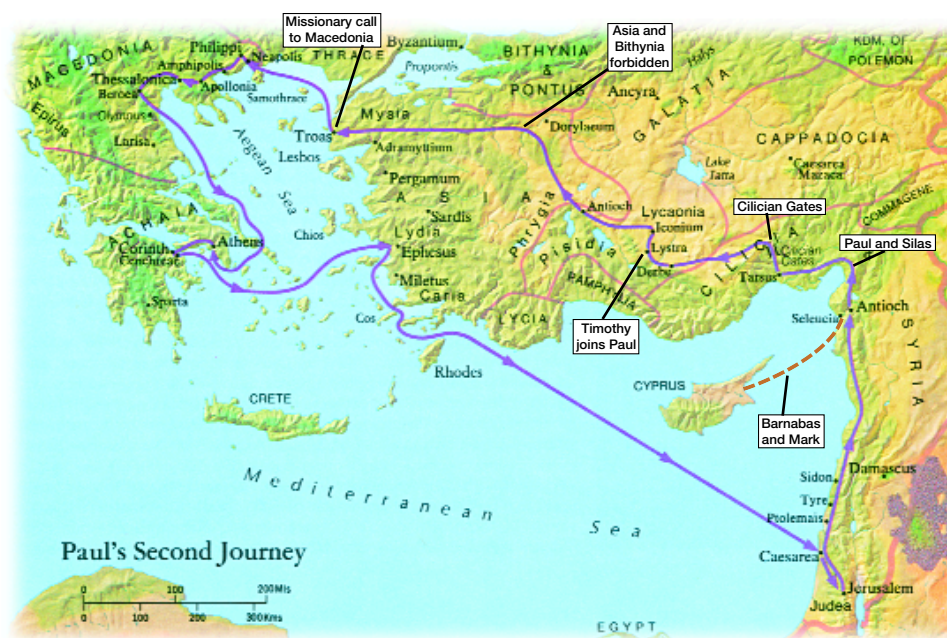 Missionary call
to Macedonia
Asia and
Bithynia
forbidden
MACEDONIA
Philippi
Neapolis
THRACE
Byzantium
BITHYNIA
&
PONTUS
Halys
KDM. OF
POLEMON
Amphipolis
Thessalonica
Beroea
Apollonia
Propontis
Samothrace
Ancyra
GALATIA
Epirus
Olympus
Mysia
Dorylaeum
Larisa
Aegean
Sea
Troas
Lesbos
Adramyttium
CAPPADOCIA
Caesarea
Mazaca
Lake
Tatta
Pergamum
ASIA
Sardis
Phrygia
Antioch
Lycaonia
Iconium
Cilician Gates
COMMAGENE
ACHAIA
Chios
Lydia
Pisidia
Lystra
Derbe
CILICIA
Cilician
Gates
Paul and Silas
Corinth
Cenchreae
Athens
Ephesus
Tarsus
Miletus
Caria
PAMPHYLIA
Sparta
Cos
LYCIA
Timothy
joins Paul
Seleucia
Antioch
SYRIA
Rhodes
CYPRUS
CRETE
Barnabas
and Mark
Mediterranean
Sea
Sidon
Damascus
Tyre
Ptolemais
Paul's Second Journey
Caesarea
100
200Mls
100
200
300Kms
Jerusalem
Judea
EGYPT